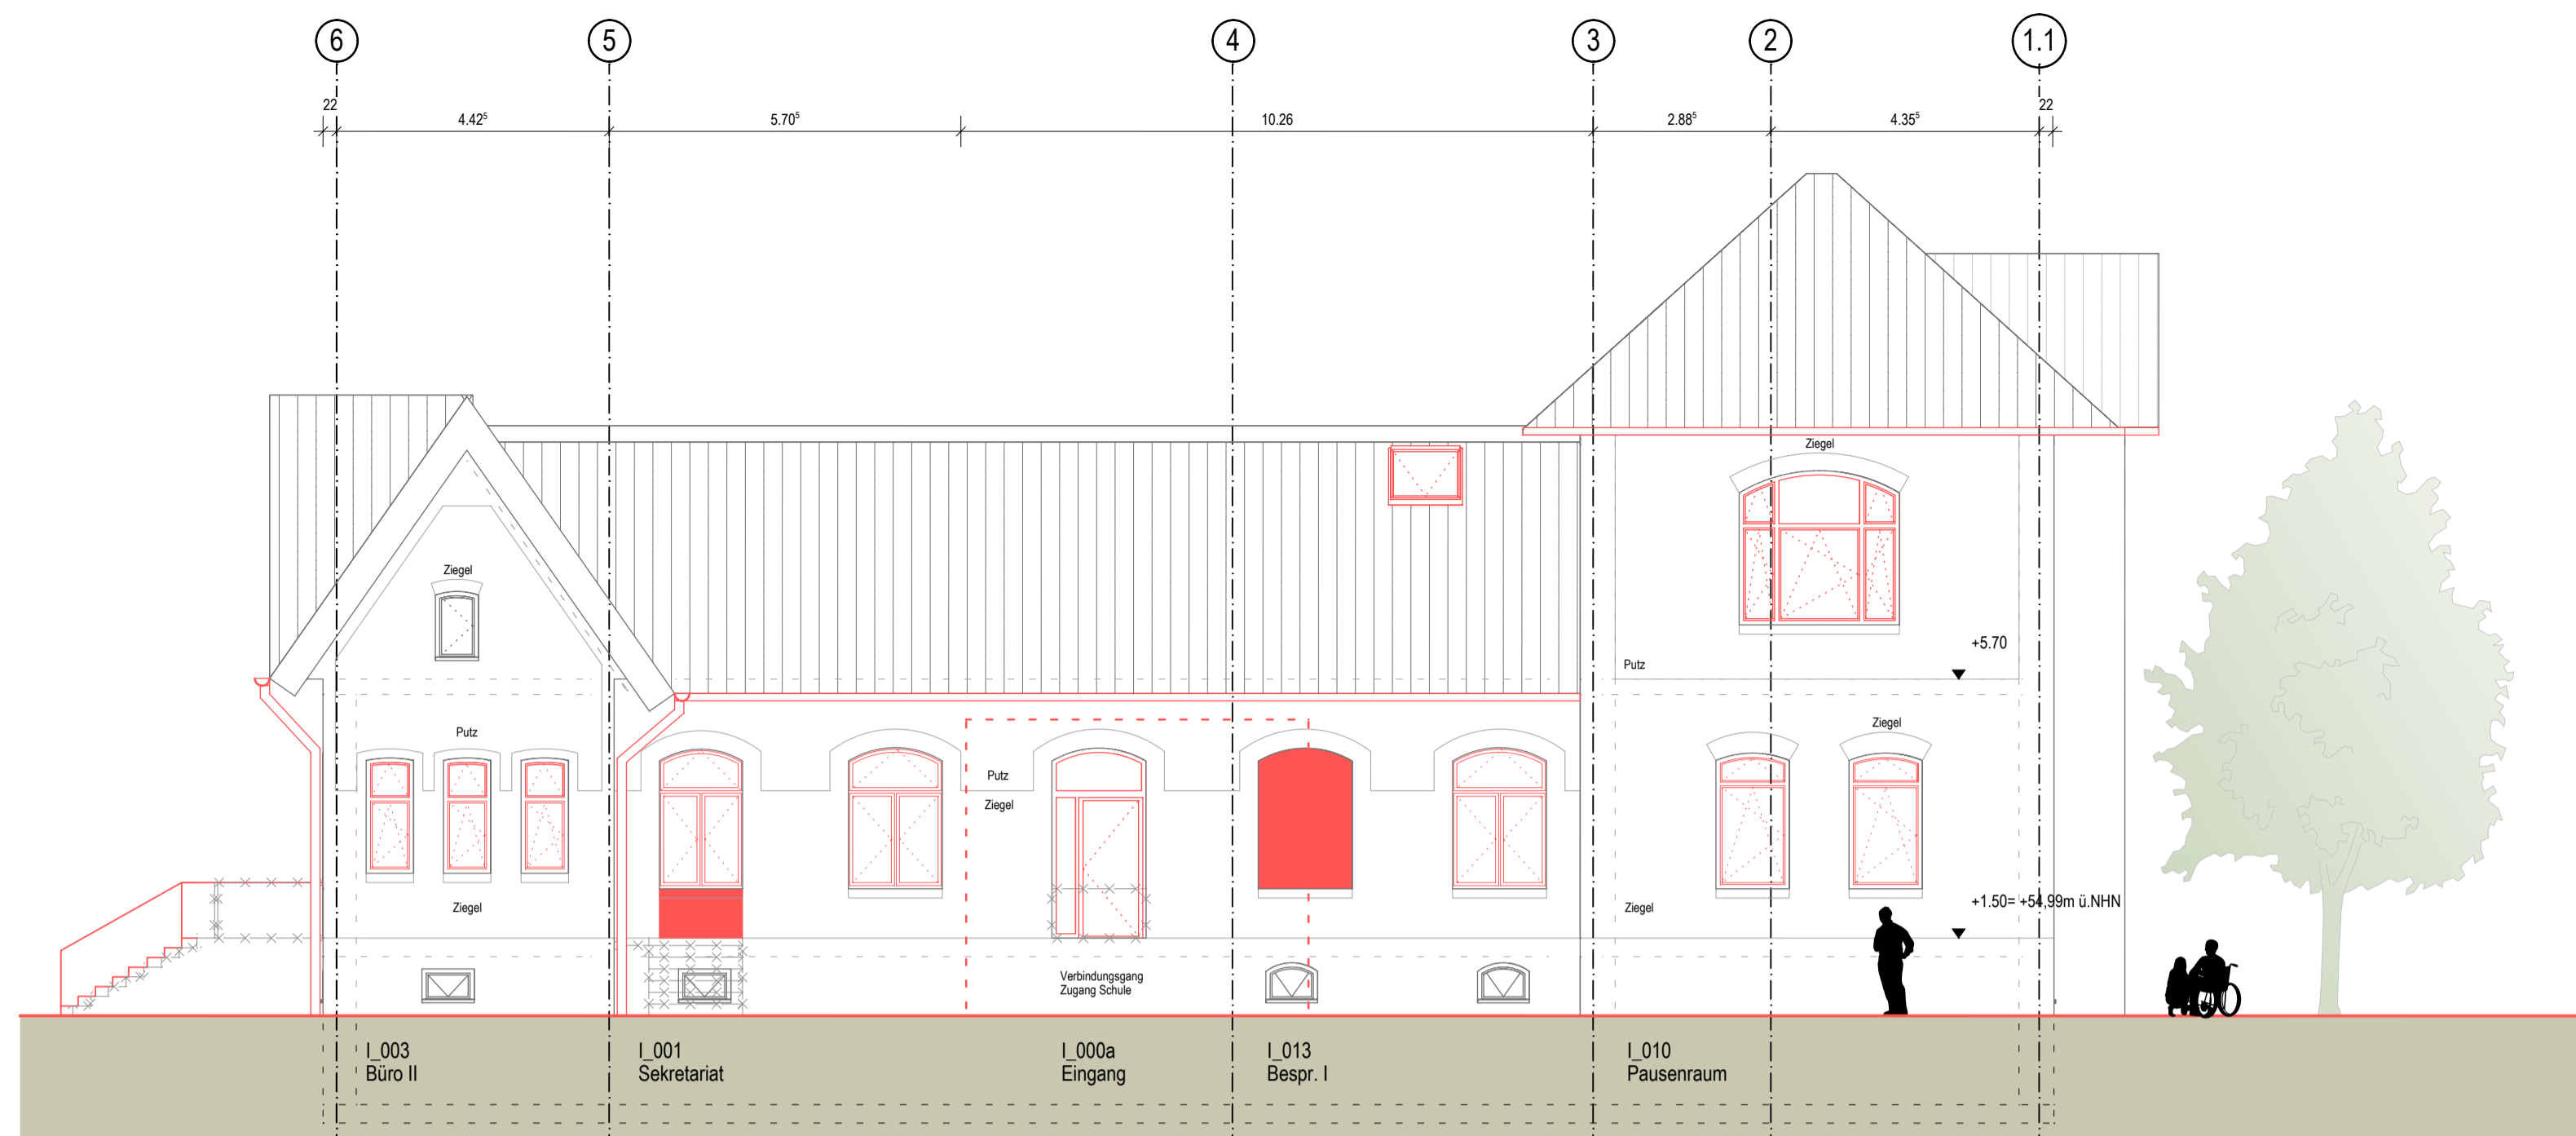 6 5 4 3 2 1.1
22 4.42⁵ 5.70⁵ 10.26 2.88⁵ 4.35⁵ 22
Ziegel
Ziegel
+5.70
Putz
Ziegel
Putz
Putz
Ziegel
Ziegel
Ziegel
+1.50= +54,99m ü.NHN
Verbindungsgang
Zugang Schule
I_003
Büro II
I_001
Sekretariat
I_000a
Eingang
I_013
Bespr. I
I_010
Pausenraum